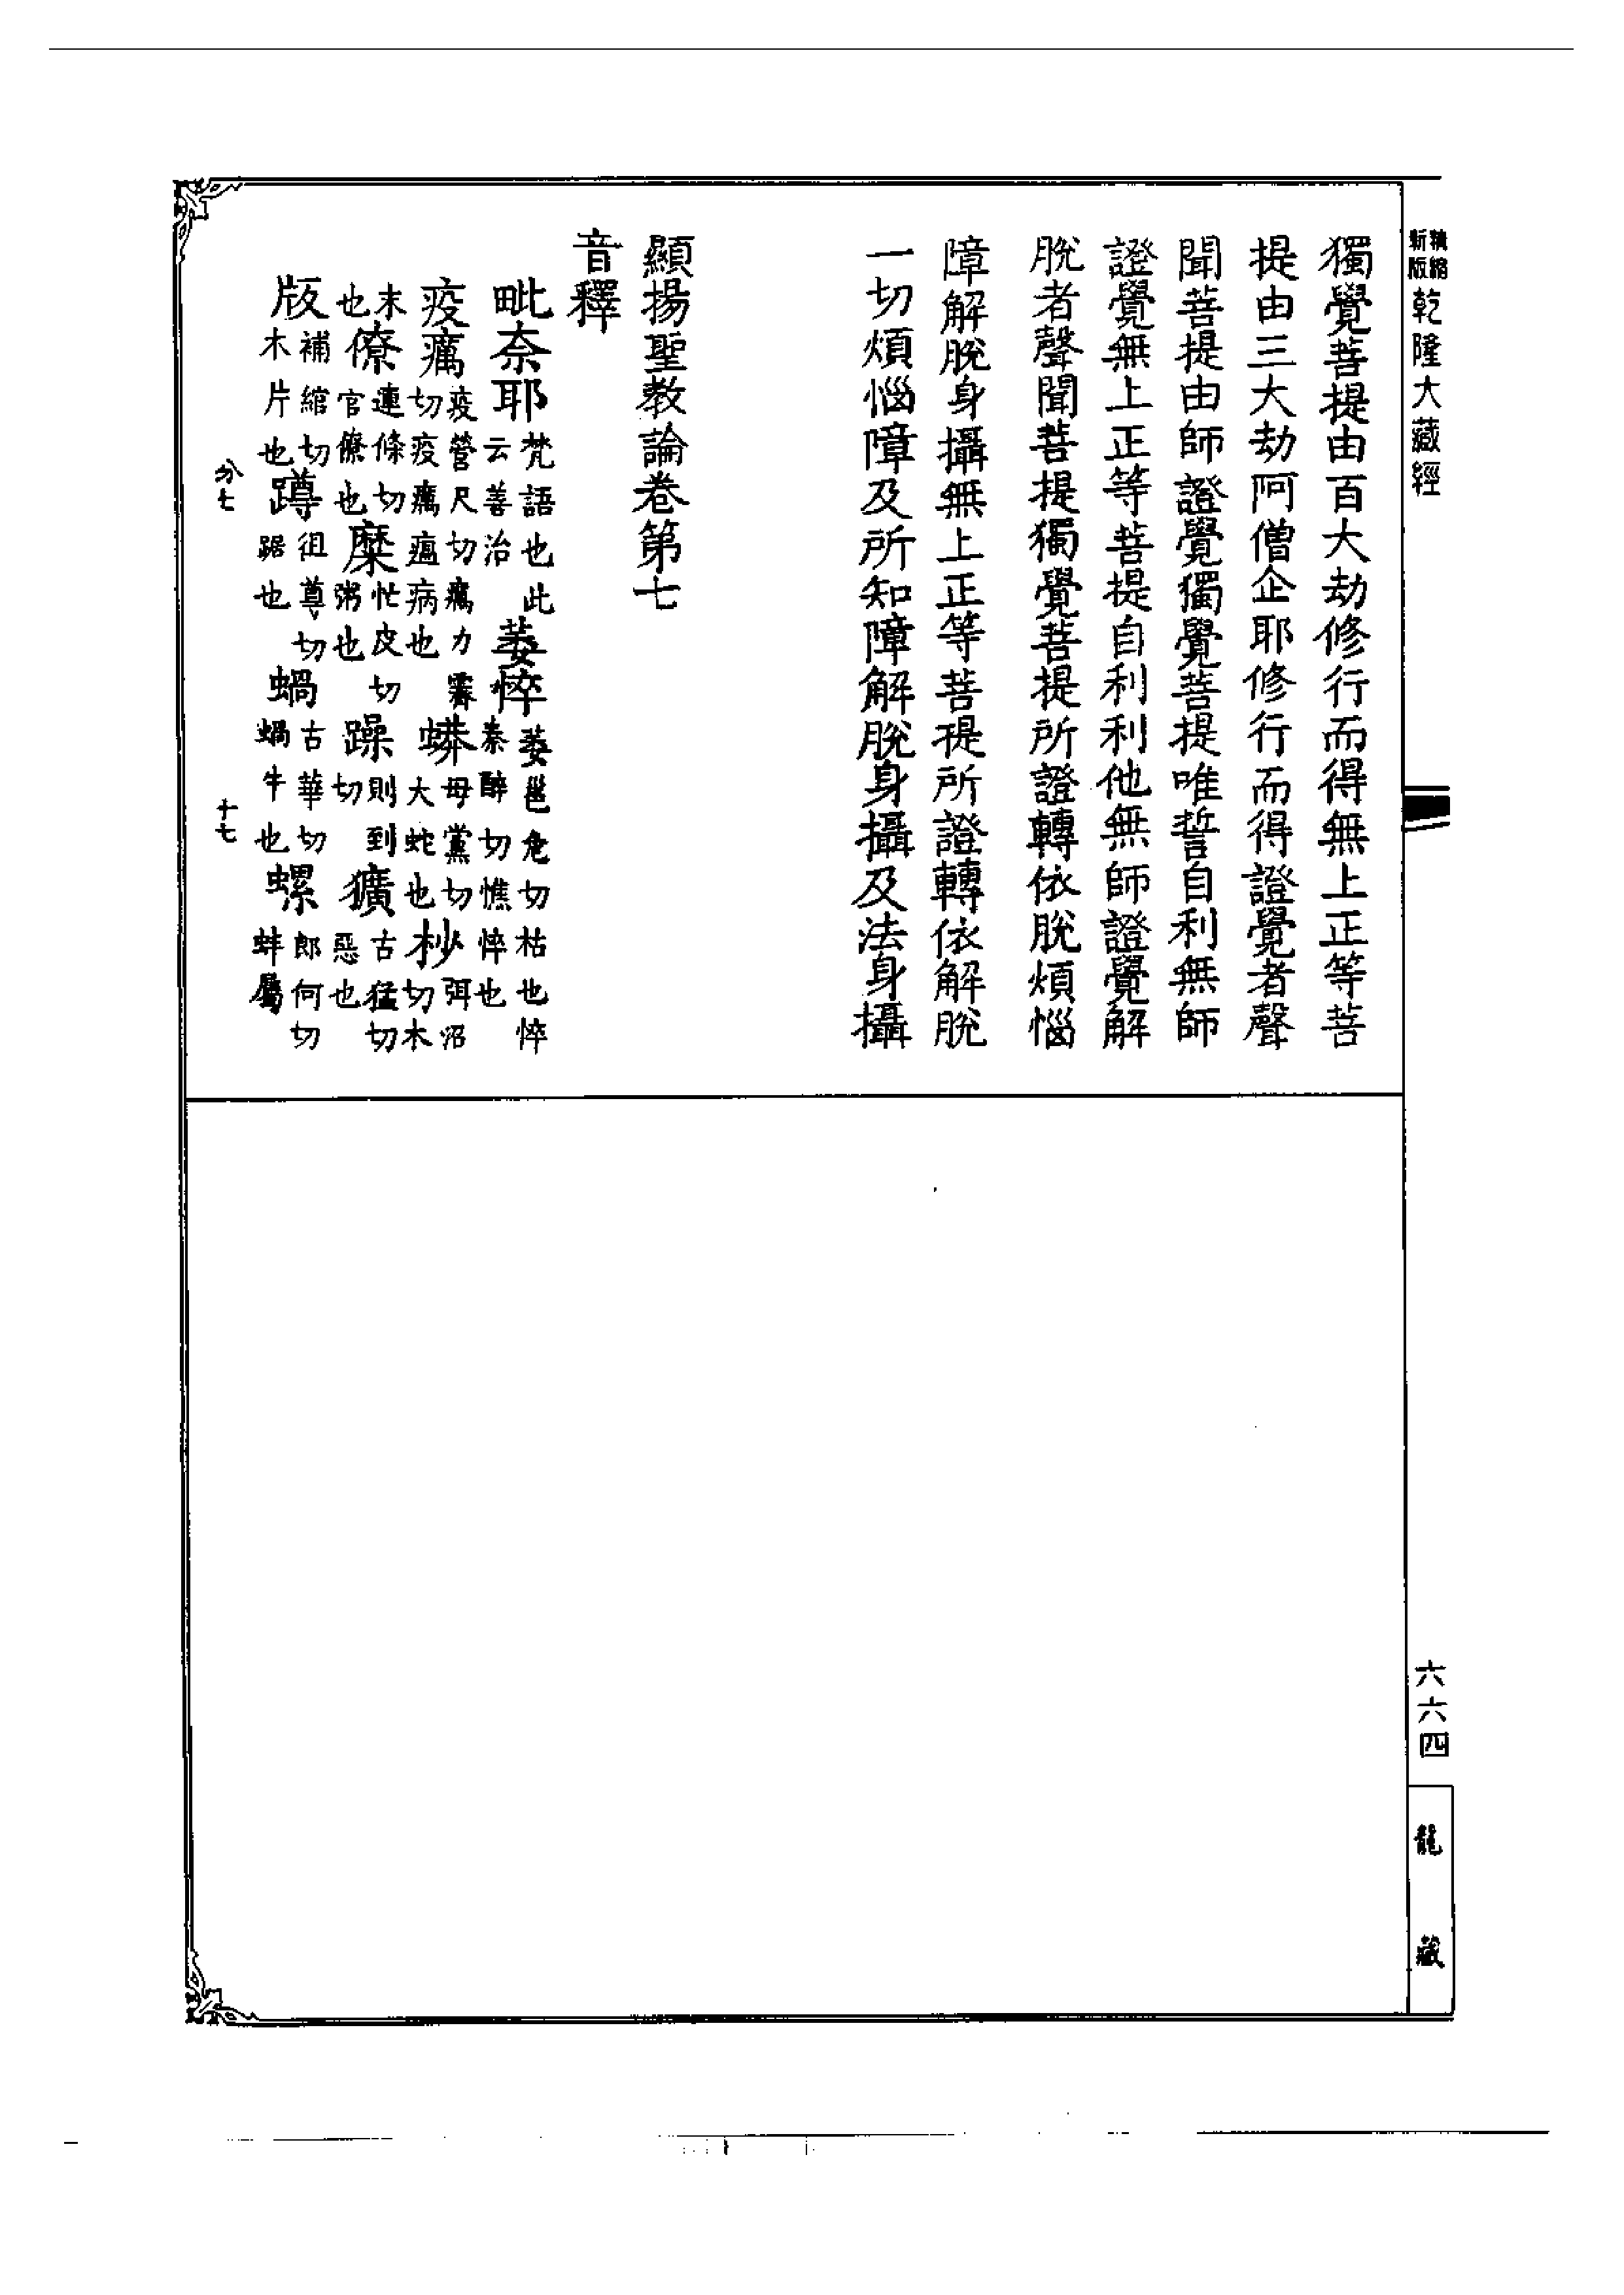 精縮新版乾隆大藏經
六六四
龍藏
獨覺菩提由百大劫修行而得無上正等菩
提由三大劫阿僧企耶修行而得證覺者聲
聞菩提由師證覺獨覺菩提唯誓自利無師
證覺無上正等菩提自利利他無師證覺解
脫者聲聞菩提獨覺菩提所證轉依脫煩惱
障解脫身攝無上正等菩提所證轉依解脫
一切煩惱障及所知障解脫身攝及法身攝
顯揚聖教論卷第七
音釋
毗奈耶梵語也此云善治萎悴萎邕危切枯也悴秦醉切憔悴也
疫癘疫營尺切癘力霽切疫癘瘟病也蟒母黨切大蛇也杪弭沼切木
末也僚連條切官僚也糜忙皮切粥也躁則到切獷古猛切惡也
版補綰切木片也蹲徂尊切踞也蝸古華切蝸牛也螺郎何切蚌屬
分七
十七